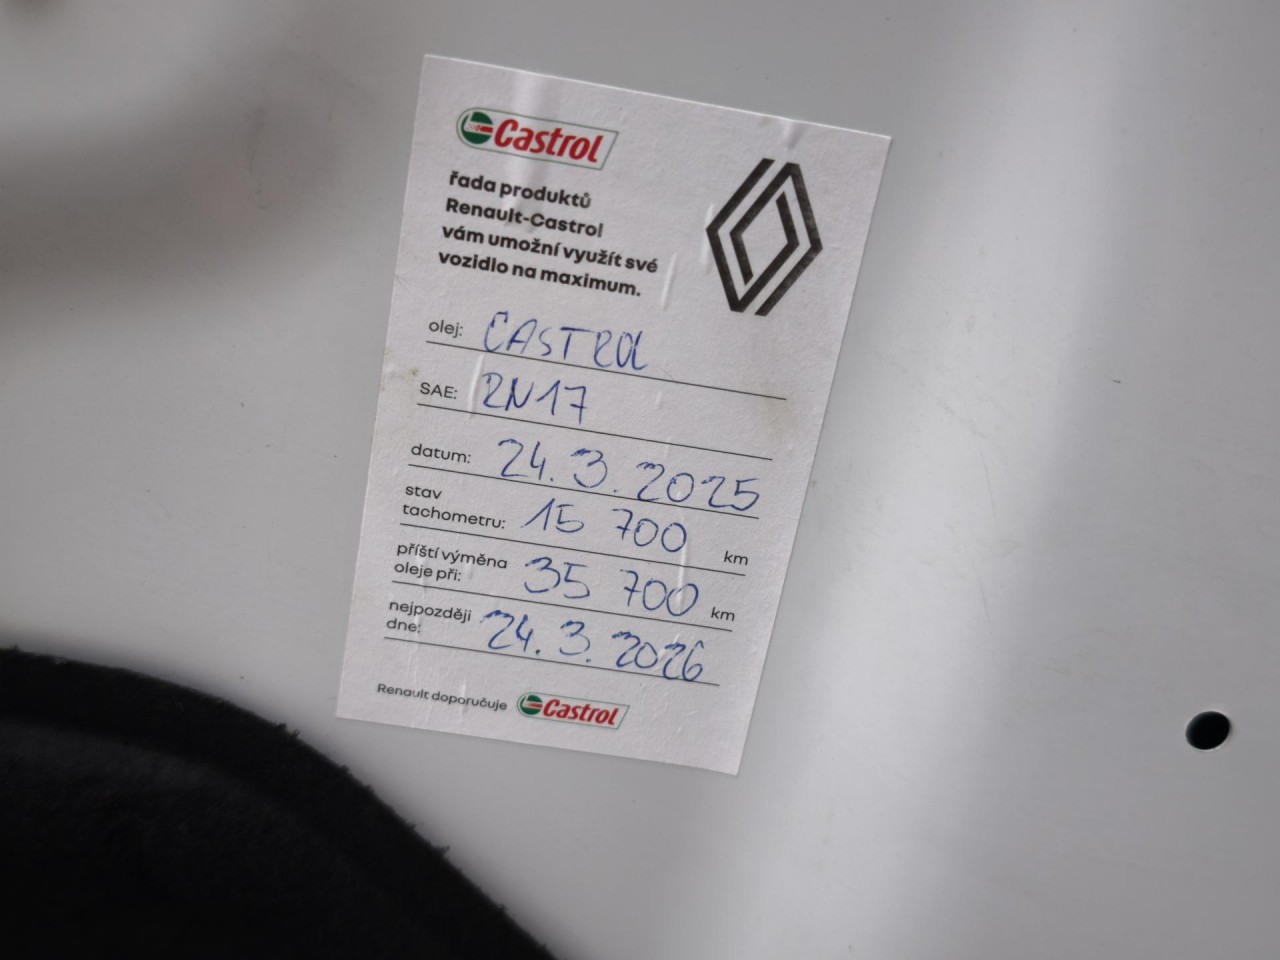 Castrol
řada produktů
Renault-Castrol
vám umožní využít své
vozidlo na maximum.
olej: CASTROL
SAE: RN17
datum: 24.3.2025
stav
tachometru: 15 700 km
příští výměna
oleje při: 35 700 km
nejpozději
dne: 24.3.2026
Renault doporučuje Castrol